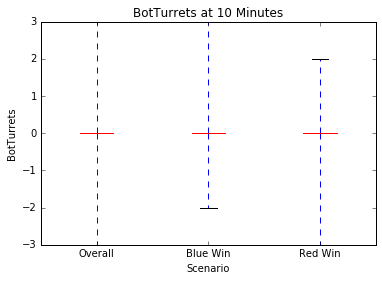 BotTurrets at 10 Minutes
3
2
1
0
−1
−2
−3
BotTurrets
Overall
Blue Win
Red Win
Scenario